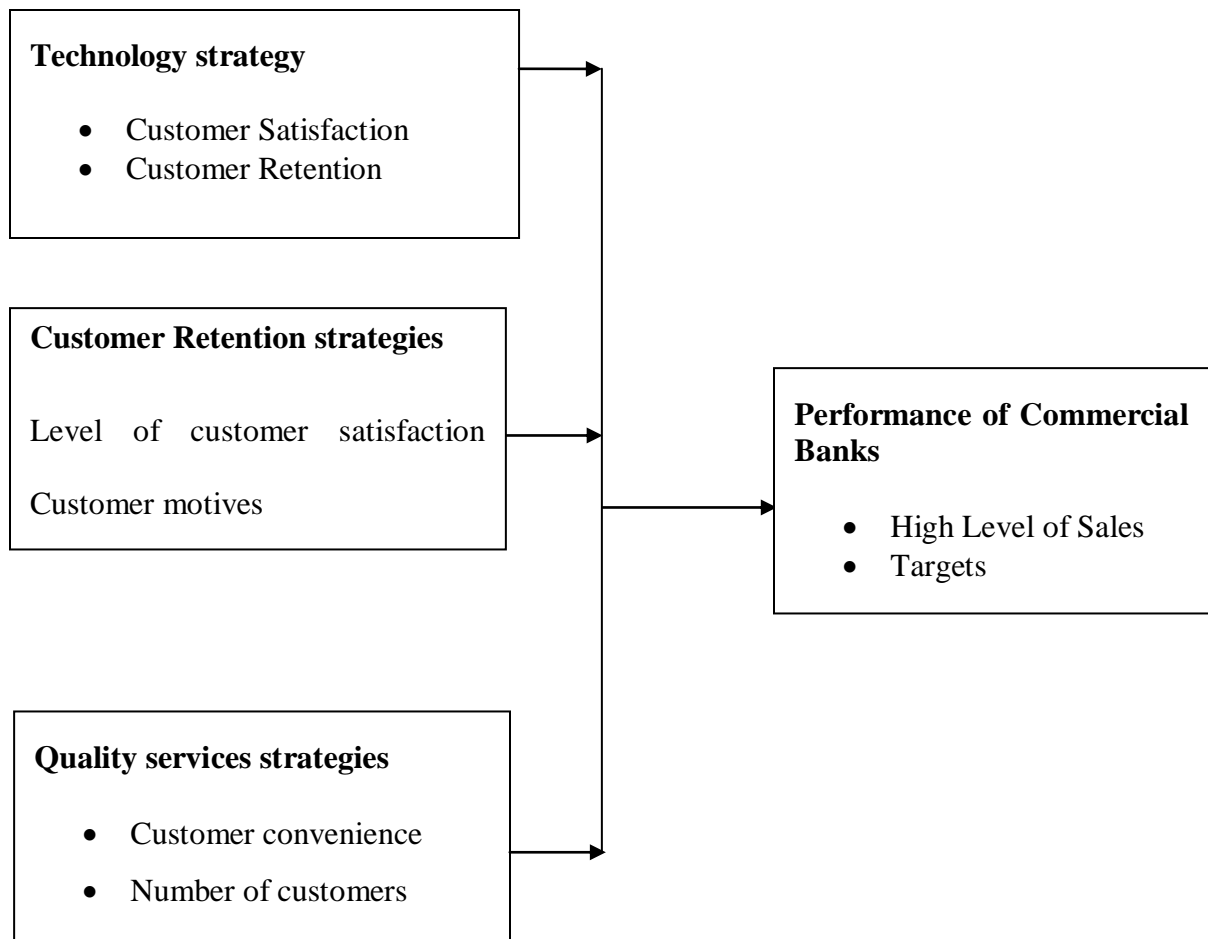 Technology strategy
• Customer Satisfaction
• Customer Retention
Customer Retention strategies
Level of customer satisfaction
Customer motives
Performance of Commercial
Banks
• High Level of Sales
• Targets
Quality services strategies
• Customer convenience
• Number of customers